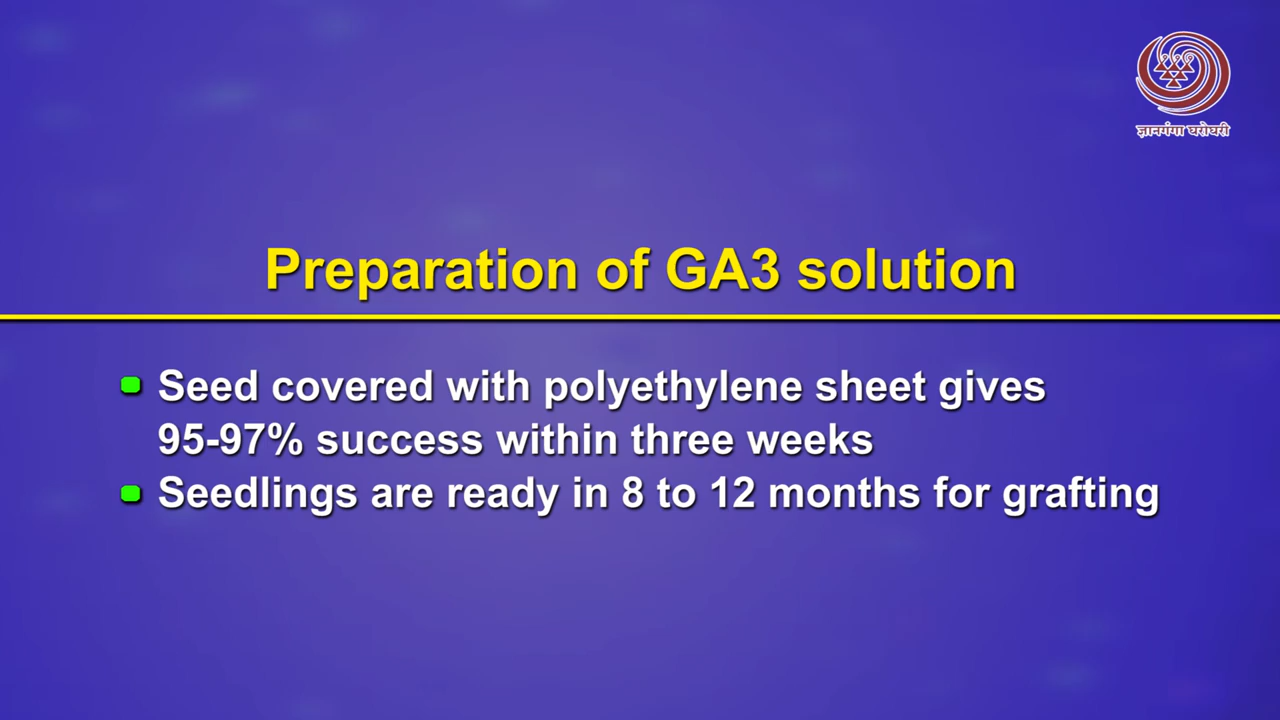 ज्ञानगंगा घरोघरी
Preparation of GA3 solution
Seed covered with polyethylene sheet gives
95-97% success within three weeks
Seedlings are ready in 8 to 12 months for grafting